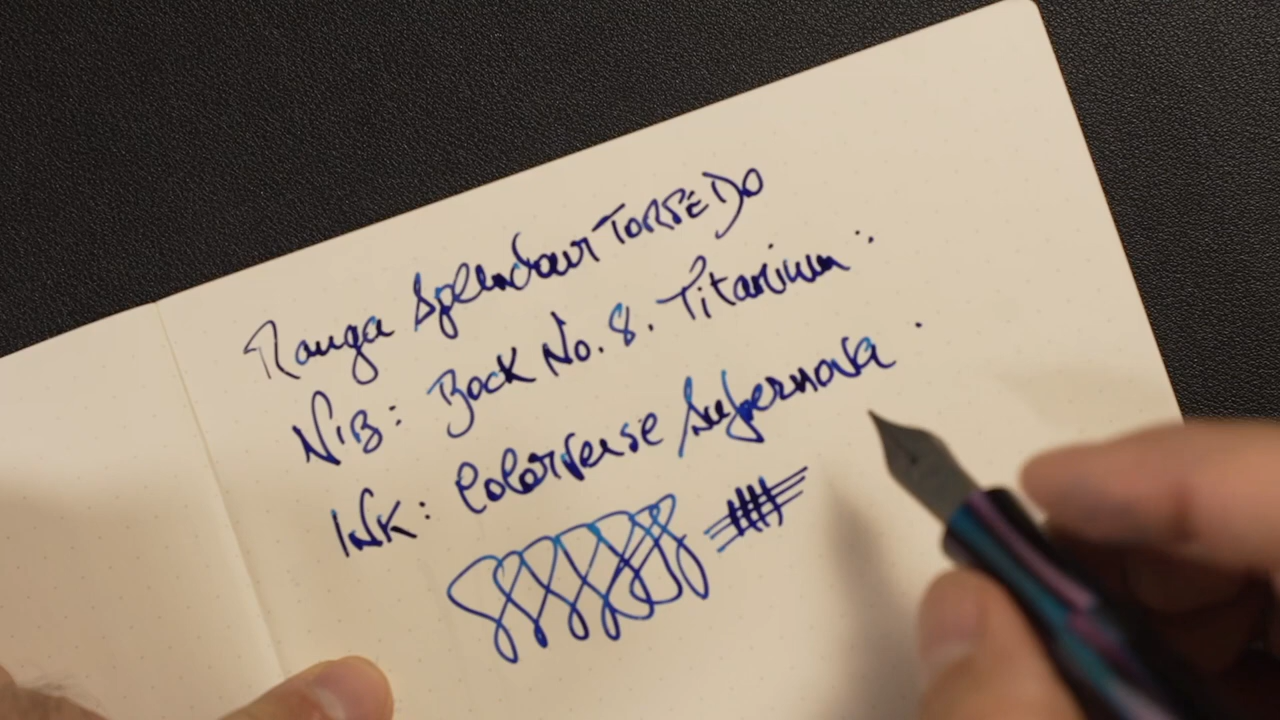 Ranga Splendour TORPEDO
NIB: Bock No. 8. Titanium :
INK: Colorverse Supernova .